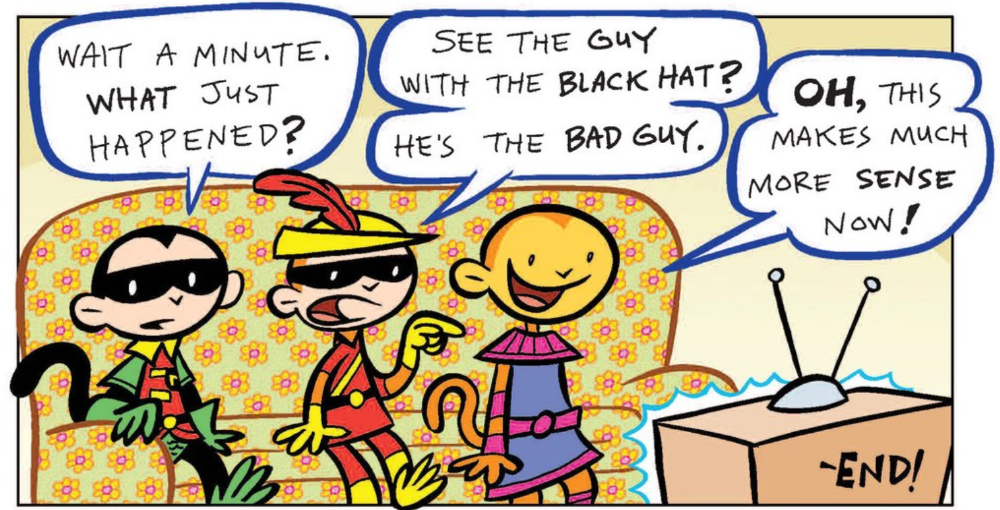 WAIT A MINUTE.
WHAT JUST
HAPPENED?
SEE THE GUY
WITH THE BLACK HAT?
HE'S THE BAD GUY.
OH, THIS
MAKES MUCH
MORE SENSE
NOW!
-END!